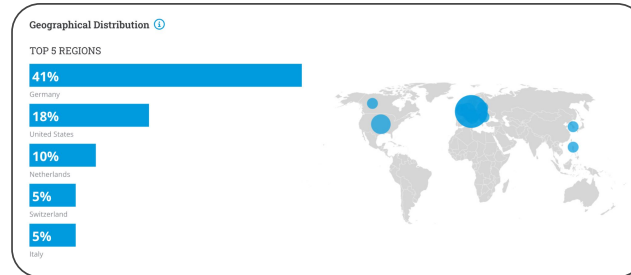 Geographical Distribution
TOP 5 REGIONS
41%
Germany
18%
United States
10%
Netherlands
5%
Switzerland
5%
Italy